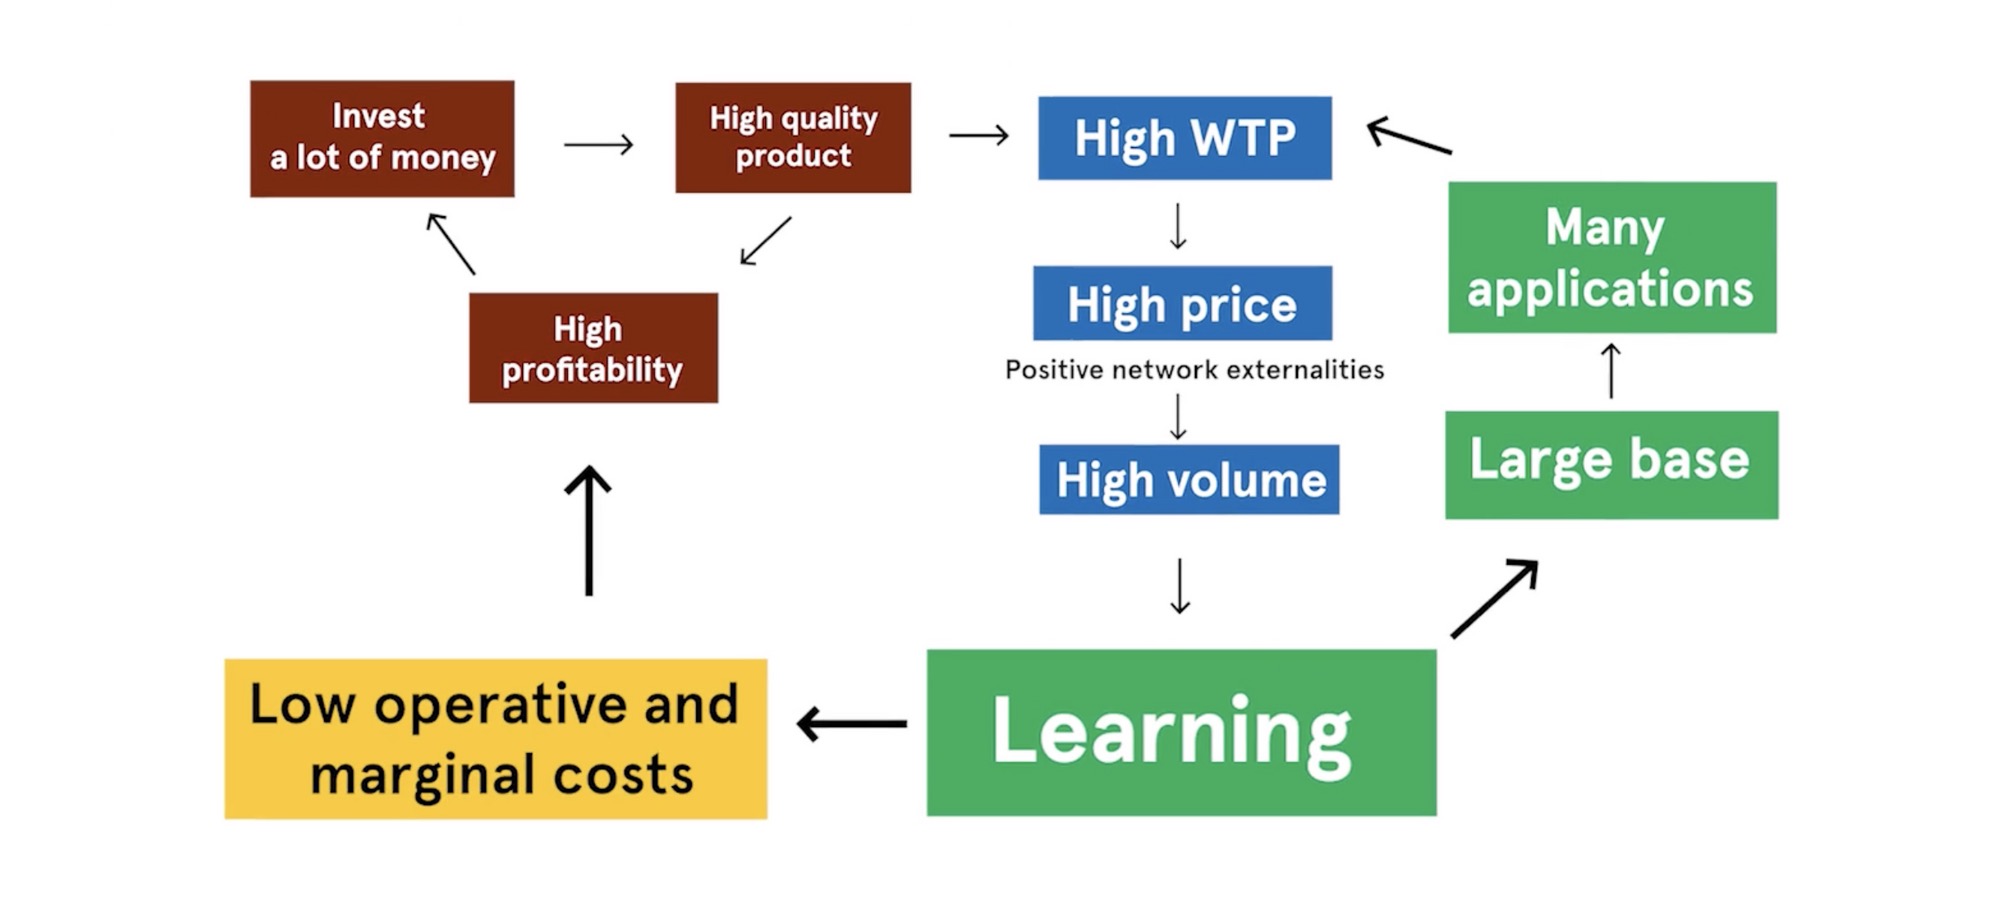 Invest
a lot of money
High quality
product
High WTP
Many
applications
High price
High
profitability
Positive network externalities
Large base
High volume
Low operative and
marginal costs
Learning